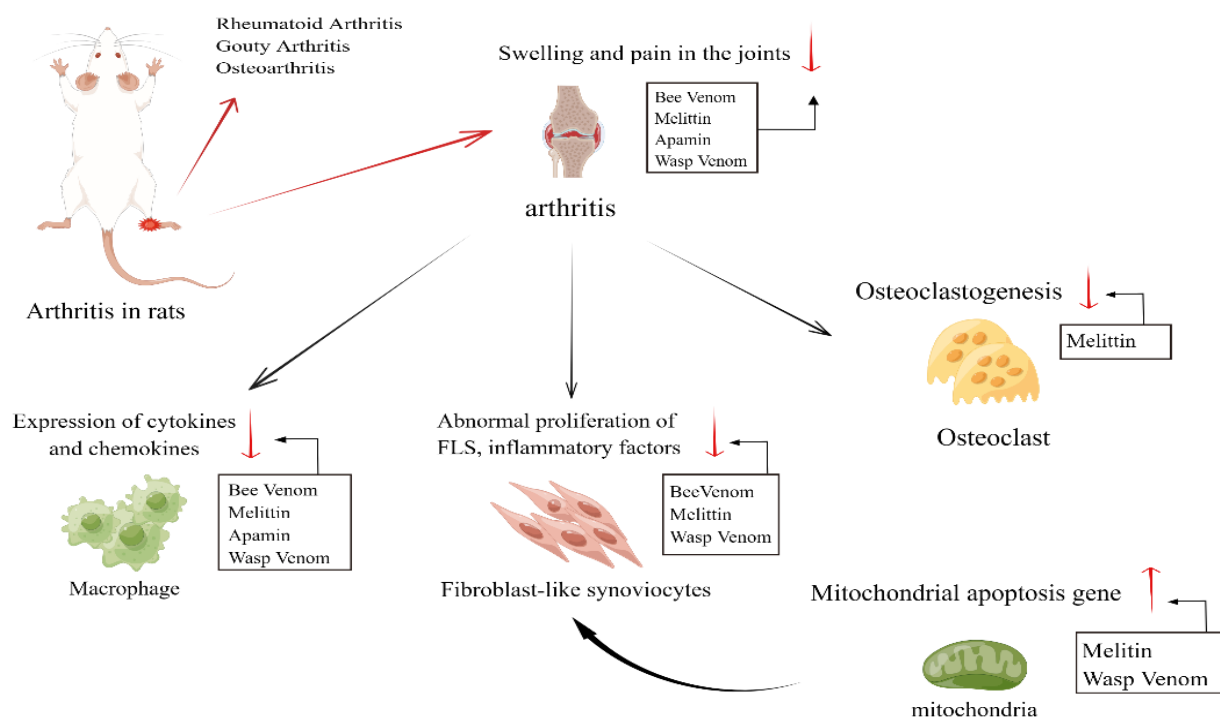 Rheumatoid Arthritis
Gouty Arthritis
Osteoarthritis
Swelling and pain in the joints
Bee Venom
Melittin
Apamin
Wasp Venom
arthritis
Arthritis in rats
Osteoclastogenesis
Melittin
Osteoclast
Expression of cytokines
and chemokines
Bee Venom
Melittin
Apamin
Wasp Venom
Macrophage
Abnormal proliferation of
FLS, inflammatory factors
BeeVenom
Melittin
Wasp Venom
Fibroblast-like synoviocytes
Mitochondrial apoptosis gene
Melitin
Wasp Venom
mitochondria